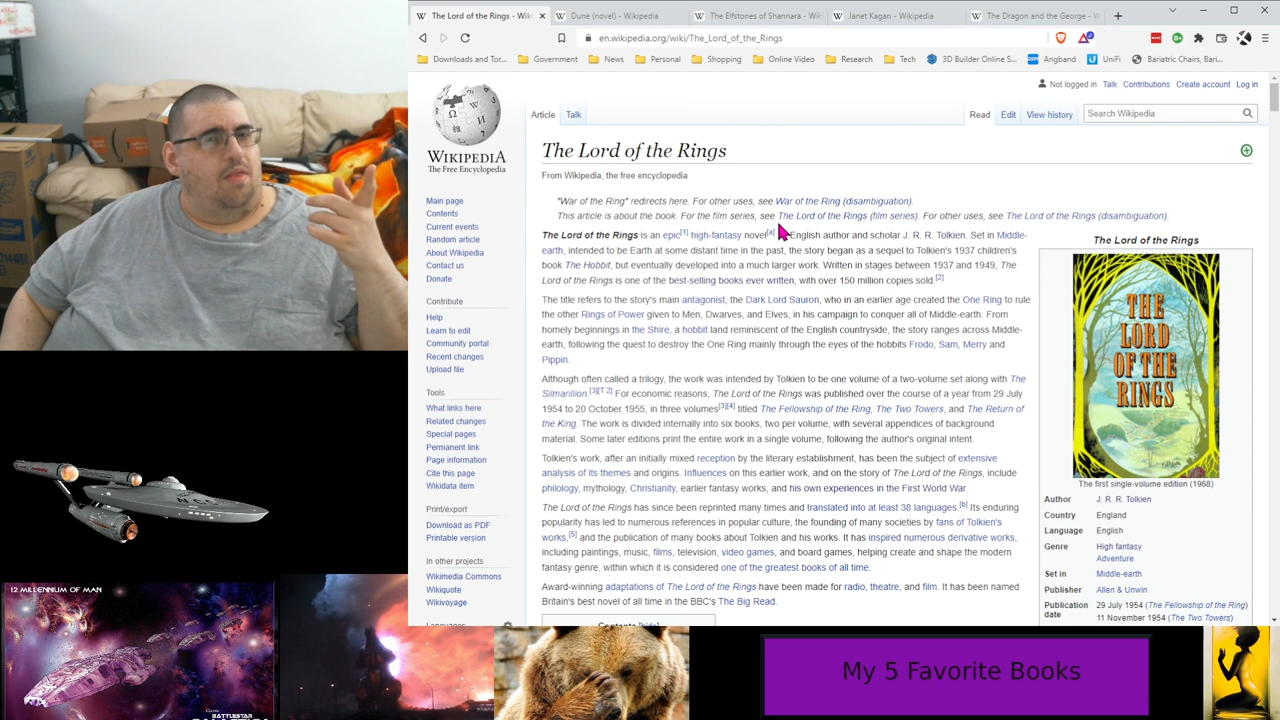 The Lord of the Rings - Wiki
Dune (novel) - Wikipedia
The Elfstones of Shannara - Wiki
Janet Kagan - Wikipedia
The Dragon and the George - W
en.wikipedia.org/wiki/The_Lord_of_the_Rings
Downloads and Tor...
Government
News
Personal
Shopping
Online Video
Research
Tech
3D Builder Online S...
Angband
UniFi
Bariatric Chairs, Bari...
Not logged in Talk Contributions Create account Log in
Article Talk
Read Edit View history
Search Wikipedia
WIKIPEDIA
The Free Encyclopedia
Main page
Contents
Current events
Random article
About Wikipedia
Contact us
Donate
Contribute
Help
Learn to edit
Community portal
Recent changes
Upload file
Tools
What links here
Related changes
Special pages
Permanent link
Page information
Cite this page
Wikidata item
Print/export
Download as PDF
Printable version
In other projects
Wikimedia Commons
Wikiquote
Wikivoyage
Languages
The Lord of the Rings
From Wikipedia, the free encyclopedia
"War of the Ring" redirects here. For other uses, see War of the Ring (disambiguation).
This article is about the book. For the film series, see The Lord of the Rings (film series). For other uses, see The Lord of the Rings (disambiguation).
The Lord of the Rings is an epic[1] high-fantasy novel[a] English author and scholar J. R. R. Tolkien. Set in Middle-
earth, intended to be Earth at some distant time in the past, the story began as a sequel to Tolkien's 1937 children's
book The Hobbit, but eventually developed into a much larger work. Written in stages between 1937 and 1949, The
Lord of the Rings is one of the best-selling books ever written, with over 150 million copies sold.[2]
The title refers to the story's main antagonist, the Dark Lord Sauron, who in an earlier age created the One Ring to rule
the other Rings of Power given to Men, Dwarves, and Elves, in his campaign to conquer all of Middle-earth. From
homely beginnings in the Shire, a hobbit land reminiscent of the English countryside, the story ranges across Middle-
earth, following the quest to destroy the One Ring mainly through the eyes of the hobbits Frodo, Sam, Merry and
Pippin.
Although often called a trilogy, the work was intended by Tolkien to be one volume of a two-volume set along with The
Silmarillion.[3][T 2] For economic reasons, The Lord of the Rings was published over the course of a year from 29 July
1954 to 20 October 1955, in three volumes[3][4] titled The Fellowship of the Ring, The Two Towers, and The Return of
the King. The work is divided internally into six books, two per volume, with several appendices of background
material. Some later editions print the entire work in a single volume, following the author's original intent.
Tolkien's work, after an initially mixed reception by the literary establishment, has been the subject of extensive
analysis of its themes and origins. Influences on this earlier work, and on the story of The Lord of the Rings, include
philology, mythology, Christianity, earlier fantasy works, and his own experiences in the First World War.
The Lord of the Rings has since been reprinted many times and translated into at least 38 languages.[b] Its enduring
popularity has led to numerous references in popular culture, the founding of many societies by fans of Tolkien's
works,[5] and the publication of many books about Tolkien and his works. It has inspired numerous derivative works,
including paintings, music, films, television, video games, and board games, helping create and shape the modern
fantasy genre, within which it is considered one of the greatest books of all time.
Award-winning adaptations of The Lord of the Rings have been made for radio, theatre, and film. It has been named
Britain's best novel of all time in the BBC's The Big Read.
Contents [hide]
The Lord of the Rings
THE
LORD
OF THE
RINGS
The first single-volume edition (1968)
Author J. R. R. Tolkien
Country England
Language English
Genre High fantasy
Adventure
Set in Middle-earth
Publisher Allen & Unwin
Publication date 29 July 1954 (The Fellowship of the Ring)
11 November 1954 (The Two Towers)
12 MILLENNIUM OF MAN
BATTLESTAR
My 5 Favorite Books